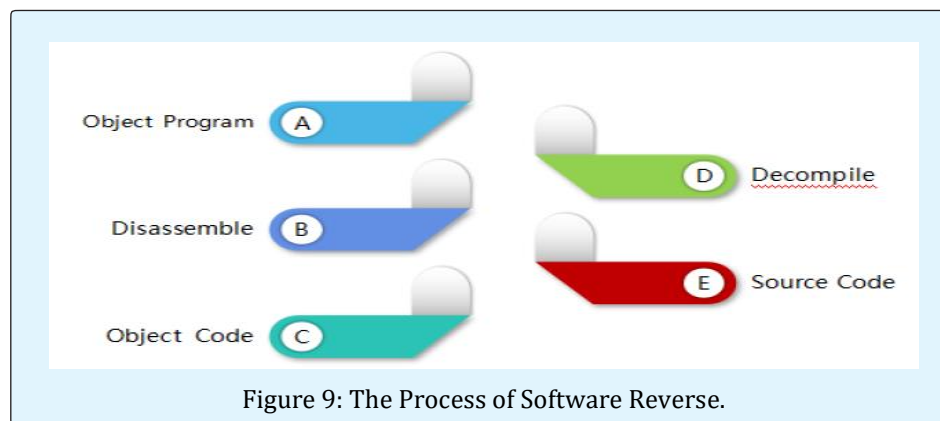 Object Program A
Disassemble B
Object Code C
D Decompile
E Source Code
Figure 9: The Process of Software Reverse.